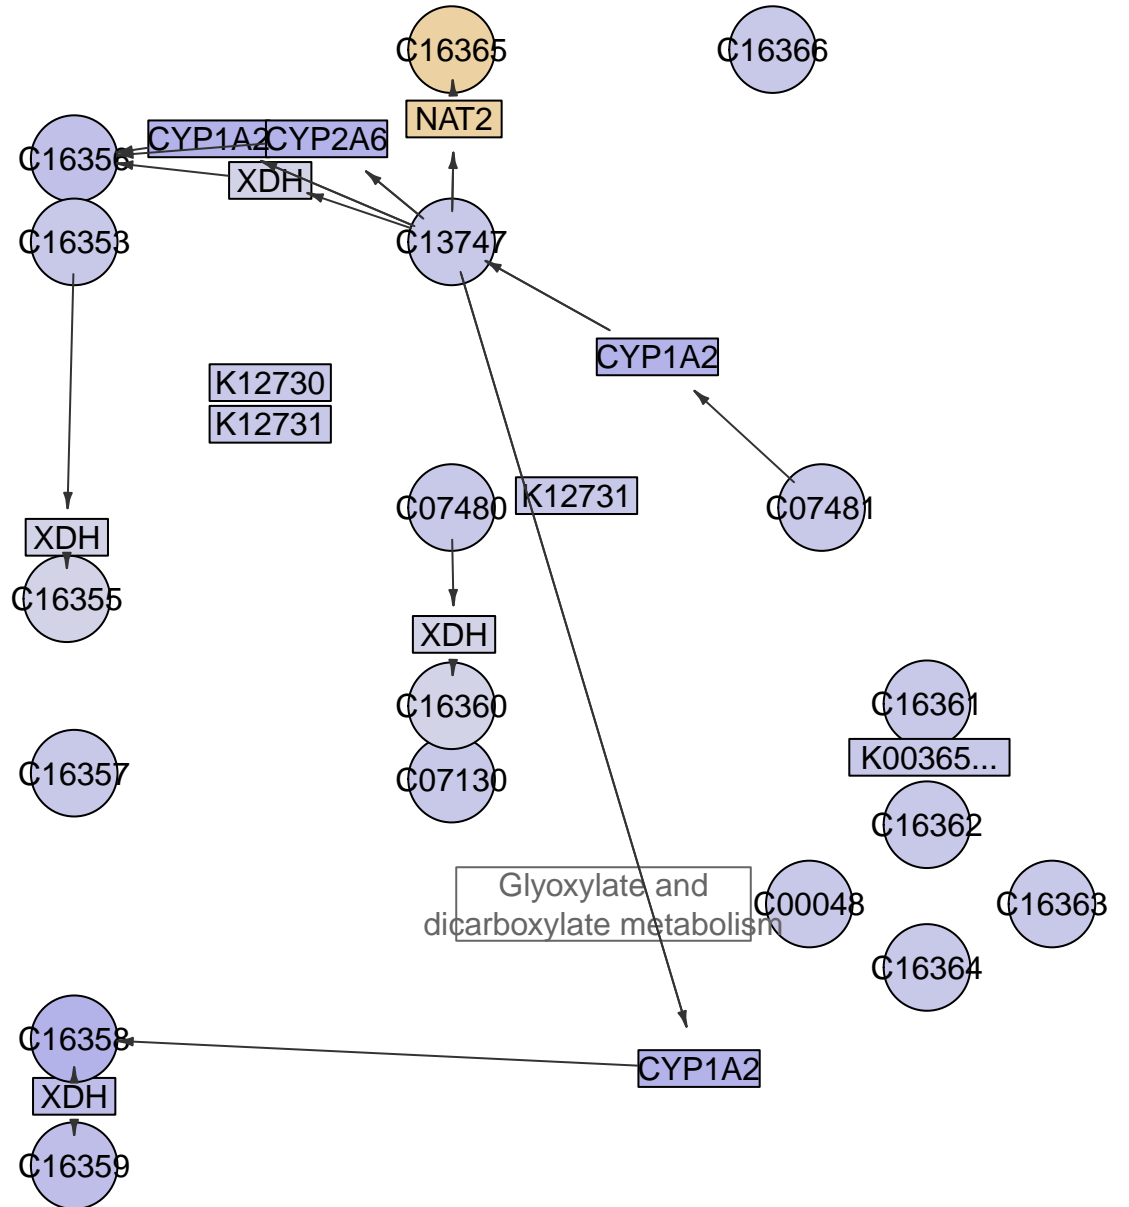 C16365
C16366
NAT2
CYP1A2
CYP2A6
C16356
XDH
C16353
C13747
CYP1A2
K12730
K12731
K12731
C07480
C07481
XDH
C16355
XDH
C16360
C16361
K00365...
C16357
C07130
C16362
Glyoxylate and
dicarboxylate metabolism
C00048
C16363
C16364
C16358
CYP1A2
XDH
C16359